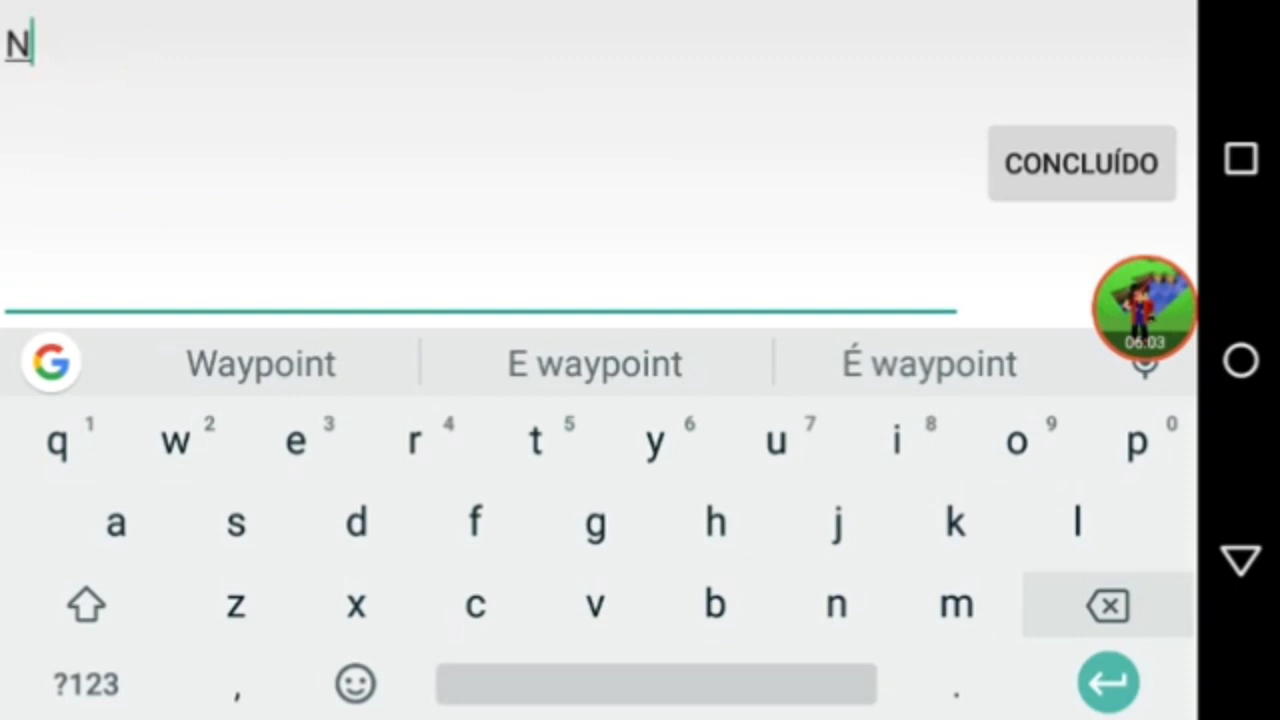 N
CONCLUÍDO
06:03
G Waypoint E waypoint É waypoint
q 1 w 2 e 3 r 4 t 5 y 6 u 7 i 8 o 9 p 0
a s d f g h j k l
z x c v b n m
?123 , .